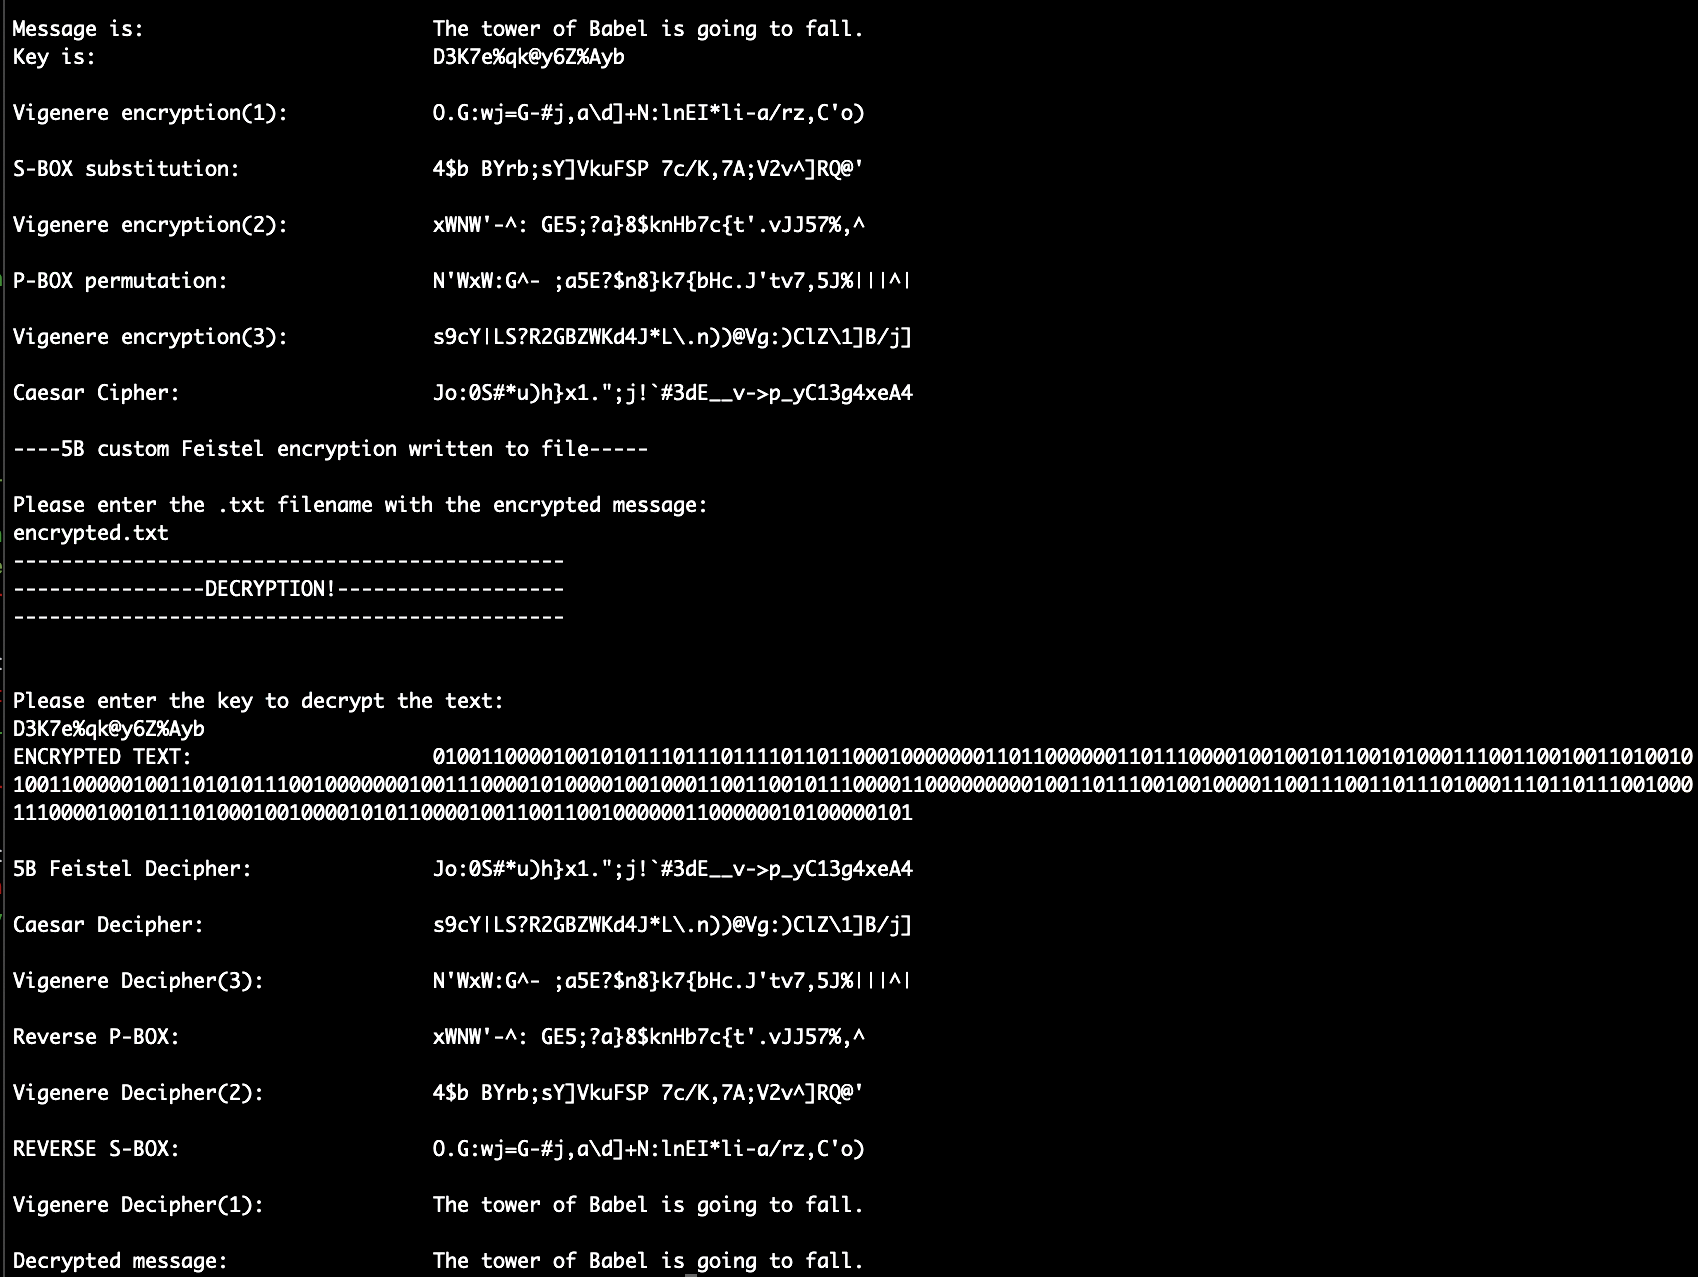 Message is: The tower of Babel is going to fall.
Key is: D3K7e%qk@y6Z%Ayb
Vigenere encryption(1): O.G:wj=G-#j,a\d]+N:lnEI*li-a/rz,C'o)
S-BOX substitution: 4$b BYrb;sY]VkuFSP 7c/K,7A;V2v^]RQ@'
Vigenere encryption(2): xWNW'-^: GE5;?a}8$knHb7c{t'.vJJ57%,^
P-BOX permutation: N'WxW:G^- ;a5E?$n8}k7{bHc.J'tv7,5J%|||^|
Vigenere encryption(3): s9cY|LS?R2GBZWKd4J*L\.n))@Vg:)ClZ\1]B/j]
Caesar Cipher: Jo:0S#*u)h}x1.";j!`#3dE__v->p_yC13g4xeA4
----5B custom Feistel encryption written to file-----
Please enter the .txt filename with the encrypted message:
encrypted.txt
----------------------------------------------
----------------DECRYPTION!-------------------
----------------------------------------------
Please enter the key to decrypt the text:
D3K7e%qk@y6Z%Ayb
ENCRYPTED TEXT:
5B Feistel Decipher: Jo:0S#*u)h}x1.";j!`#3dE__v->p_yC13g4xeA4
Caesar Decipher: s9cY|LS?R2GBZWKd4J*L\.n))@Vg:)ClZ\1]B/j]
Vigenere Decipher(3): N'WxW:G^- ;a5E?$n8}k7{bHc.J'tv7,5J%|||^|
Reverse P-BOX: xWNW'-^: GE5;?a}8$knHb7c{t'.vJJ57%,^
Vigenere Decipher(2): 4$b BYrb;sY]VkuFSP 7c/K,7A;V2v^]RQ@'
REVERSE S-BOX: O.G:wj=G-#j,a\d]+N:lnEI*li-a/rz,C'o)
Vigenere Decipher(1): The tower of Babel is going to fall.
Decrypted message: The tower of Babel is going to fall.